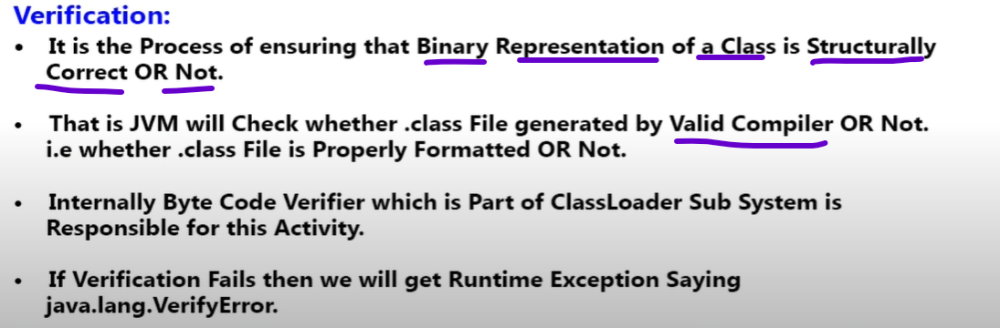 Verification:
• It is the Process of ensuring that Binary Representation of a Class is Structurally
Correct OR Not.
• That is JVM will Check whether .class File generated by Valid Compiler OR Not.
i.e whether .class File is Properly Formatted OR Not.
• Internally Byte Code Verifier which is Part of ClassLoader Sub System is
Responsible for this Activity.
• If Verification Fails then we will get Runtime Exception Saying
java.lang.VerifyError.